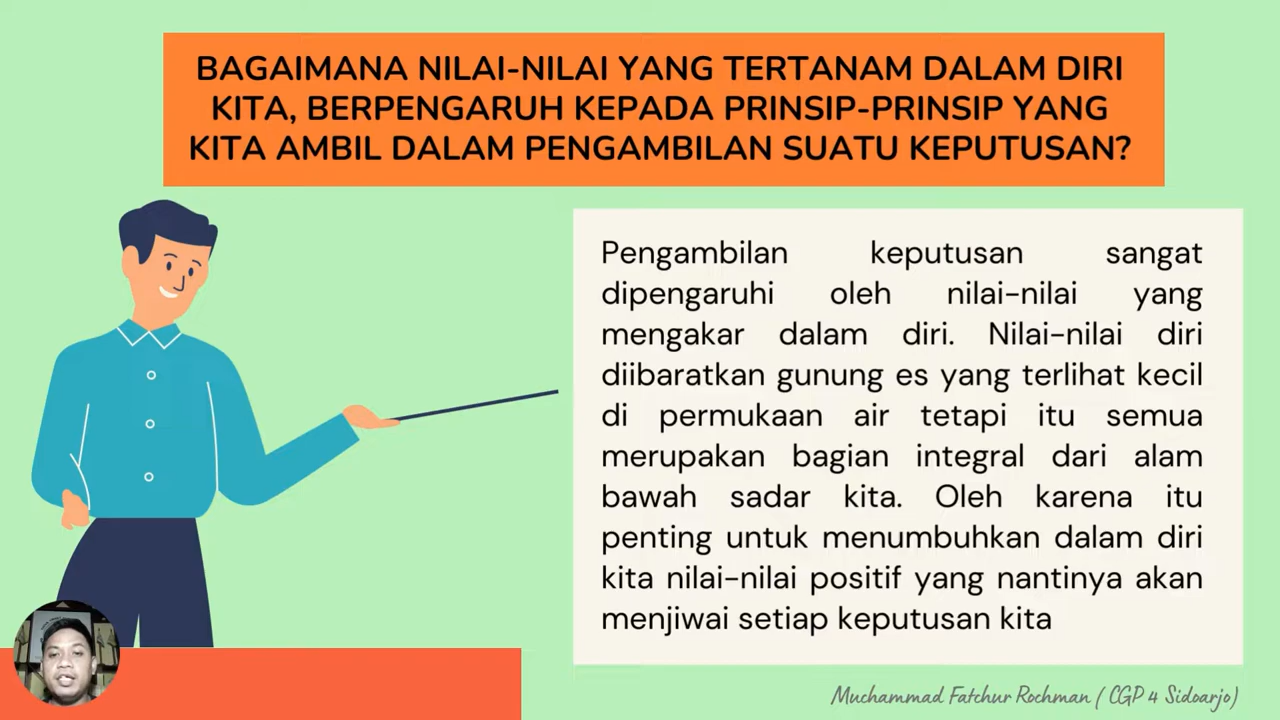 BAGAIMANA NILAI-NILAI YANG TERTANAM DALAM DIRI
KITA, BERPENGARUH KEPADA PRINSIP-PRINSIP YANG
KITA AMBIL DALAM PENGAMBILAN SUATU KEPUTUSAN?
Pengambilan keputusan sangat
dipengaruhi oleh nilai-nilai yang
mengakar dalam diri. Nilai-nilai diri
diibaratkan gunung es yang terlihat kecil
di permukaan air tetapi itu semua
merupakan bagian integral dari alam
bawah sadar kita. Oleh karena itu
penting untuk menumbuhkan dalam diri
kita nilai-nilai positif yang nantinya akan
menjiwai setiap keputusan kita
Muchammad Fatchur Rochman ( CGP 4 Sidoarjo)